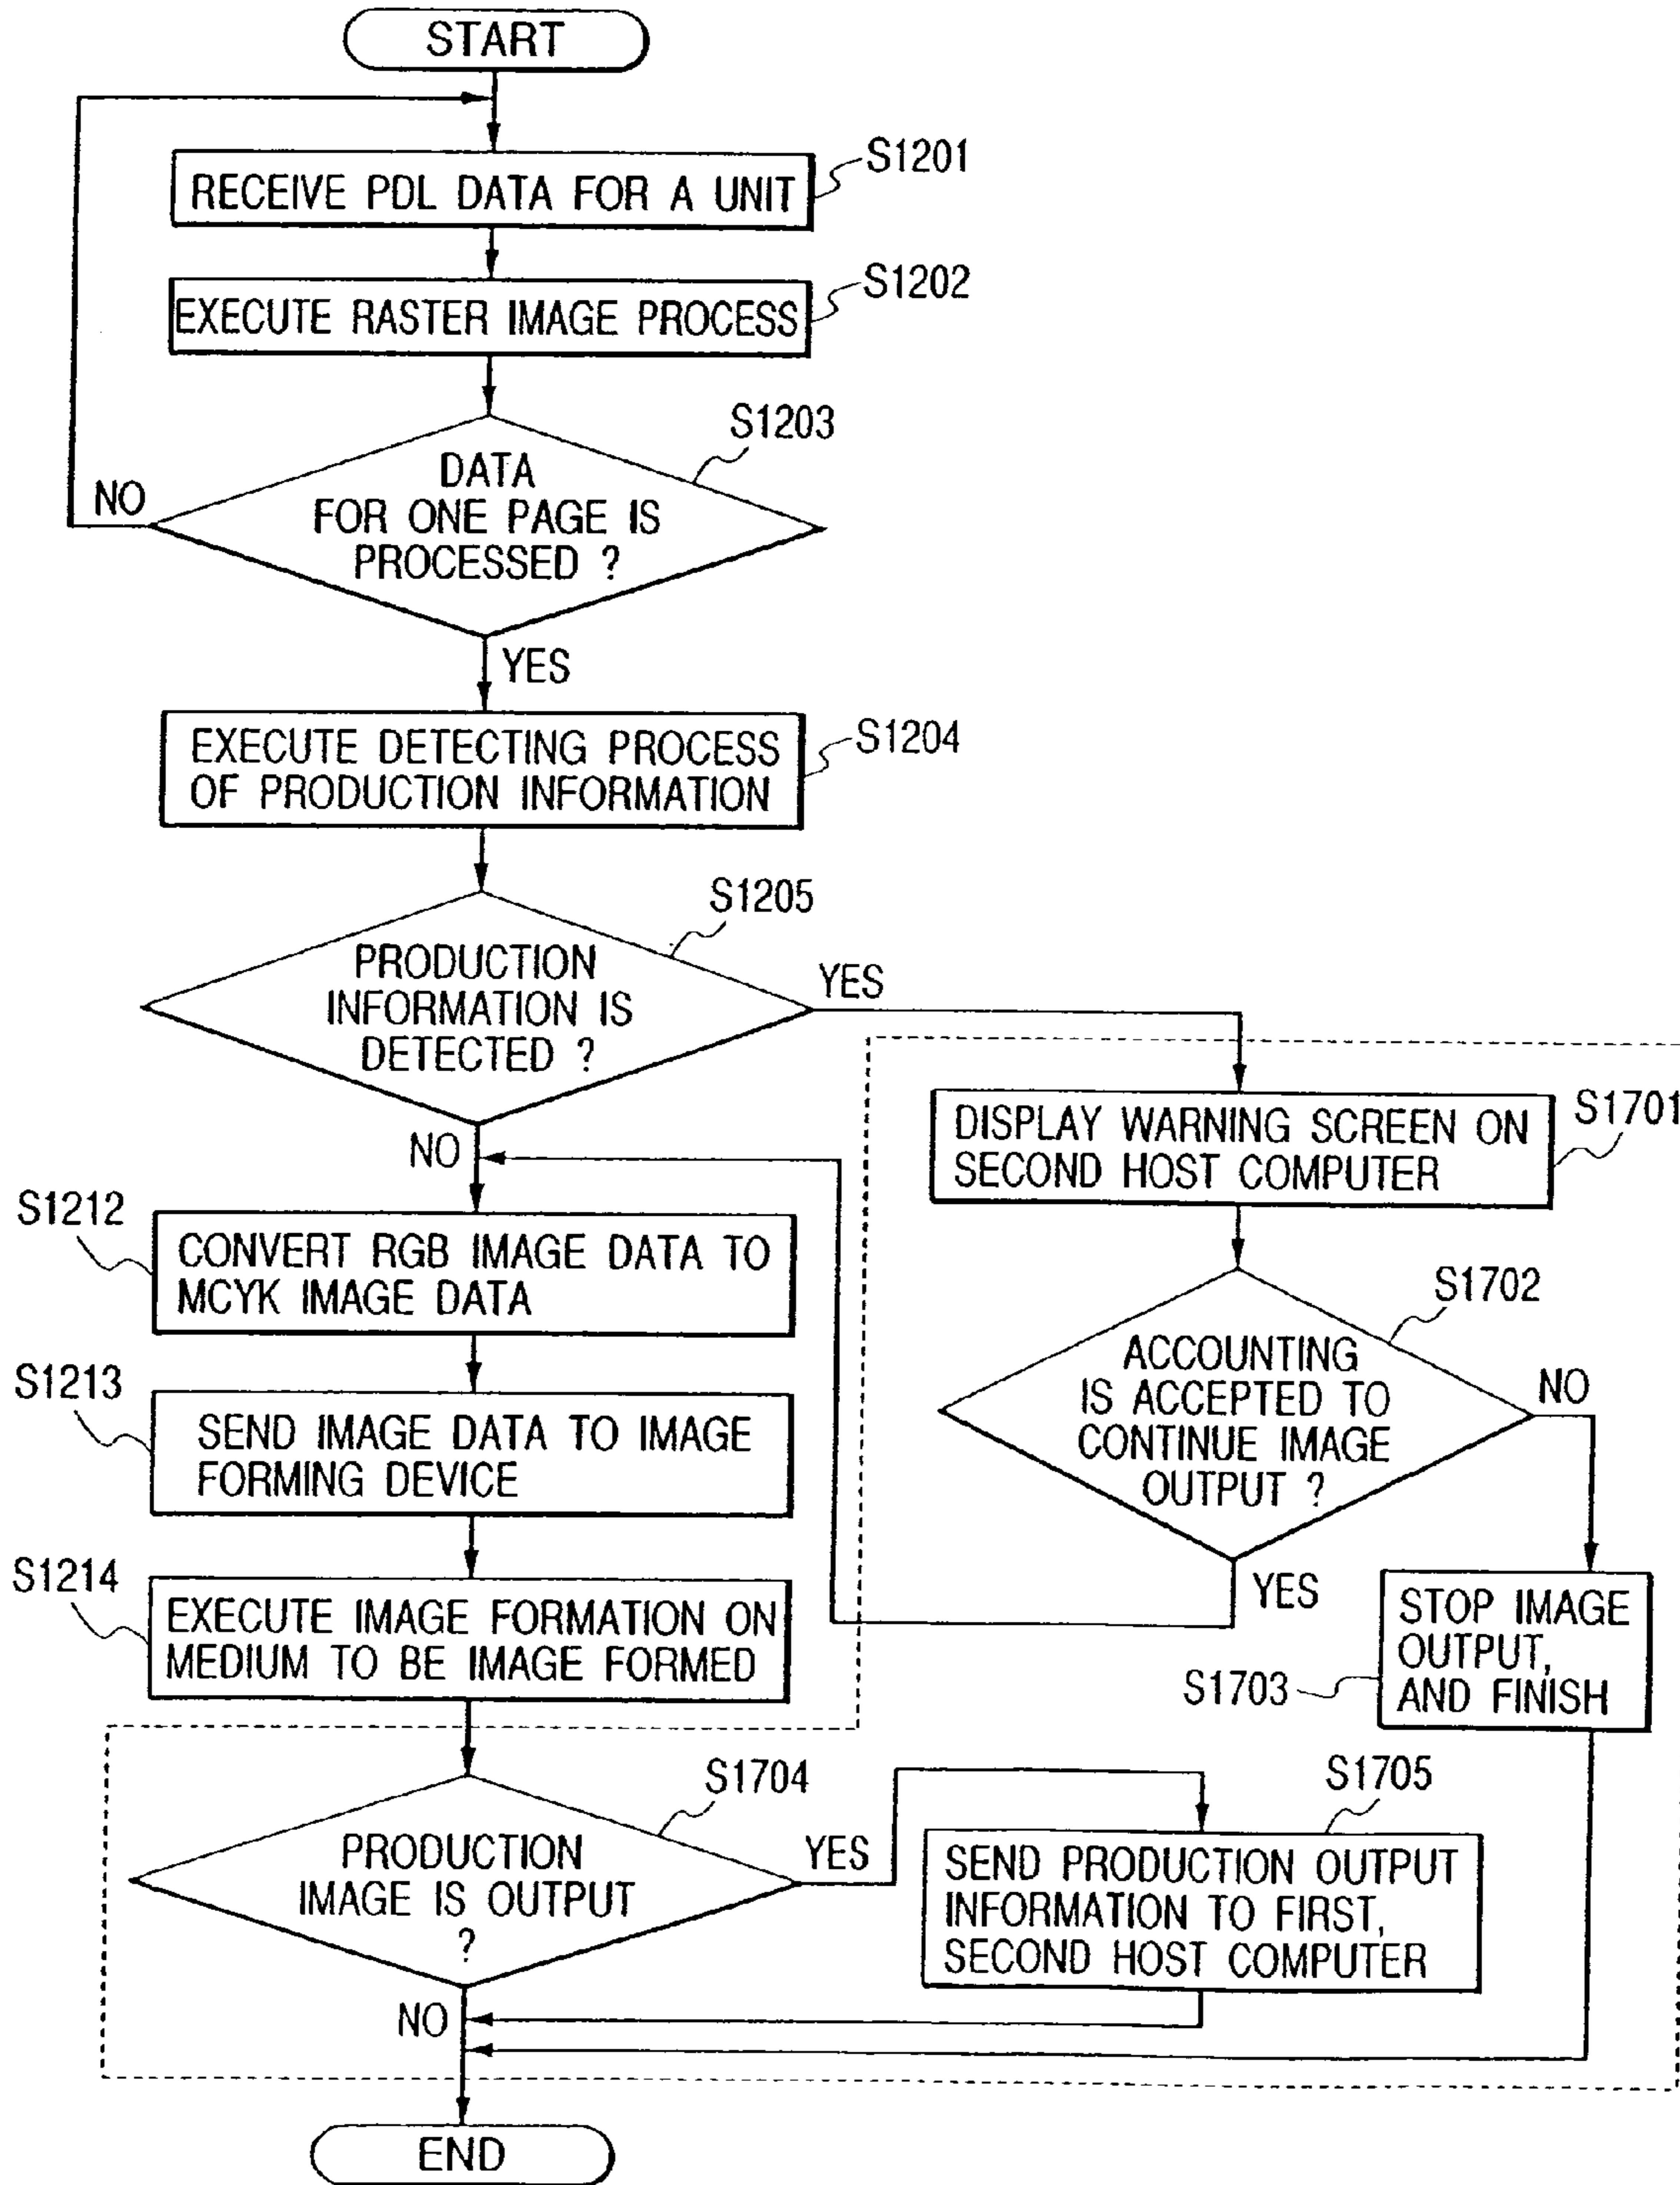 START
S1201
RECEIVE PDL DATA FOR A UNIT
S1202
EXECUTE RASTER IMAGE PROCESS
S1203
DATA
FOR ONE PAGE IS
PROCESSED ?
NO
YES
S1204
EXECUTE DETECTING PROCESS
OF PRODUCTION INFORMATION
S1205
PRODUCTION
INFORMATION IS
DETECTED ?
YES
NO
S1701
DISPLAY WARNING SCREEN ON
SECOND HOST COMPUTER
S1212
CONVERT RGB IMAGE DATA TO
MCYK IMAGE DATA
S1702
ACCOUNTING
IS ACCEPTED TO
CONTINUE IMAGE
OUTPUT ?
NO
YES
S1213
SEND IMAGE DATA TO IMAGE
FORMING DEVICE
S1214
EXECUTE IMAGE FORMATION ON
MEDIUM TO BE IMAGE FORMED
STOP IMAGE
OUTPUT,
AND FINISH
S1703
S1704
PRODUCTION
IMAGE IS OUTPUT
?
YES
S1705
SEND PRODUCTION OUTPUT
INFORMATION TO FIRST,
SECOND HOST COMPUTER
NO
END